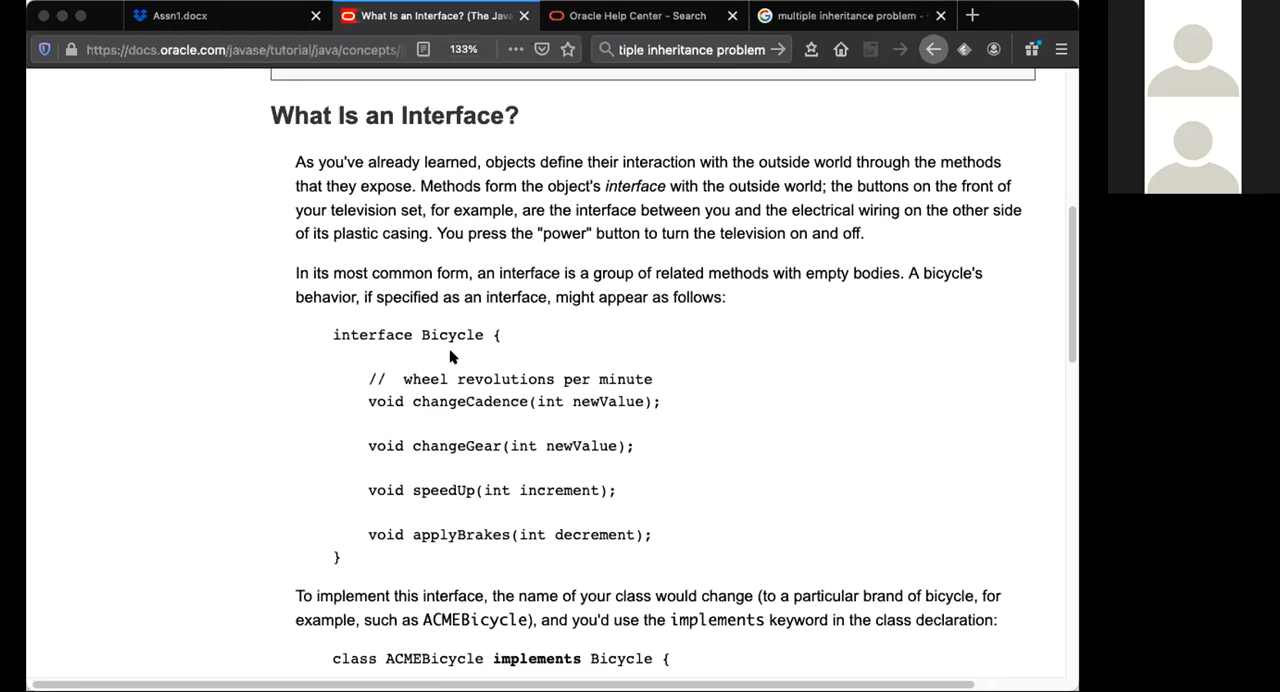 Assn1.docx
What Is an Interface? (The Java
Oracle Help Center - Search
multiple inheritance problem -
https://docs.oracle.com/javase/tutorial/java/concepts/
133%
tiple inheritance problem
What Is an Interface?
As you've already learned, objects define their interaction with the outside world through the methods
that they expose. Methods form the object's interface with the outside world; the buttons on the front of
your television set, for example, are the interface between you and the electrical wiring on the other side
of its plastic casing. You press the "power" button to turn the television on and off.
In its most common form, an interface is a group of related methods with empty bodies. A bicycle's
behavior, if specified as an interface, might appear as follows:
interface Bicycle {
// wheel revolutions per minute
void changeCadence(int newValue);
void changeGear(int newValue);
void speedUp(int increment);
void applyBrakes(int decrement);
}
To implement this interface, the name of your class would change (to a particular brand of bicycle, for
example, such as ACMEBicycle), and you'd use the implements keyword in the class declaration:
class ACMEBicycle implements Bicycle {